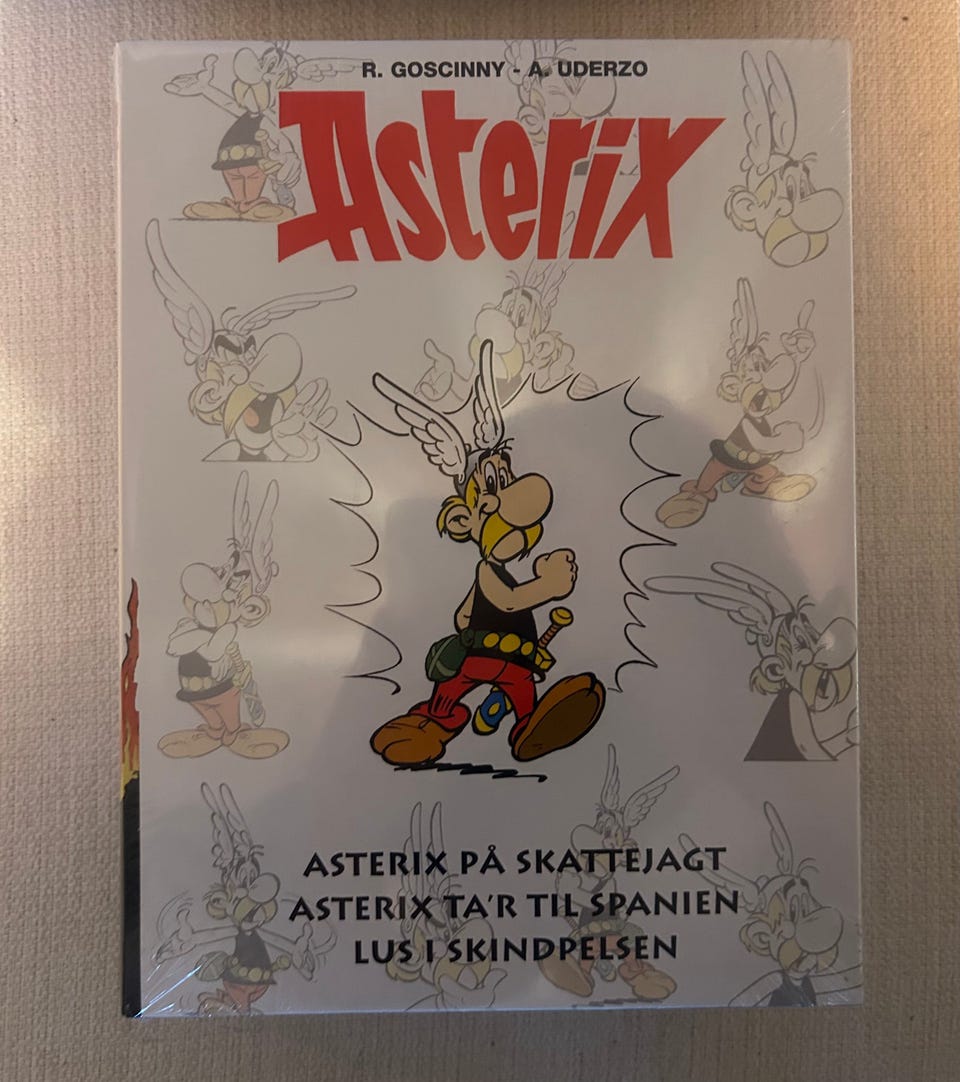 R. GOSCINNY - A. UDERZO
Asterix
ASTERIX PÅ SKATTEJAGT
ASTERIX TA'R TIL SPANIEN
LUS I SKINDPELSEN